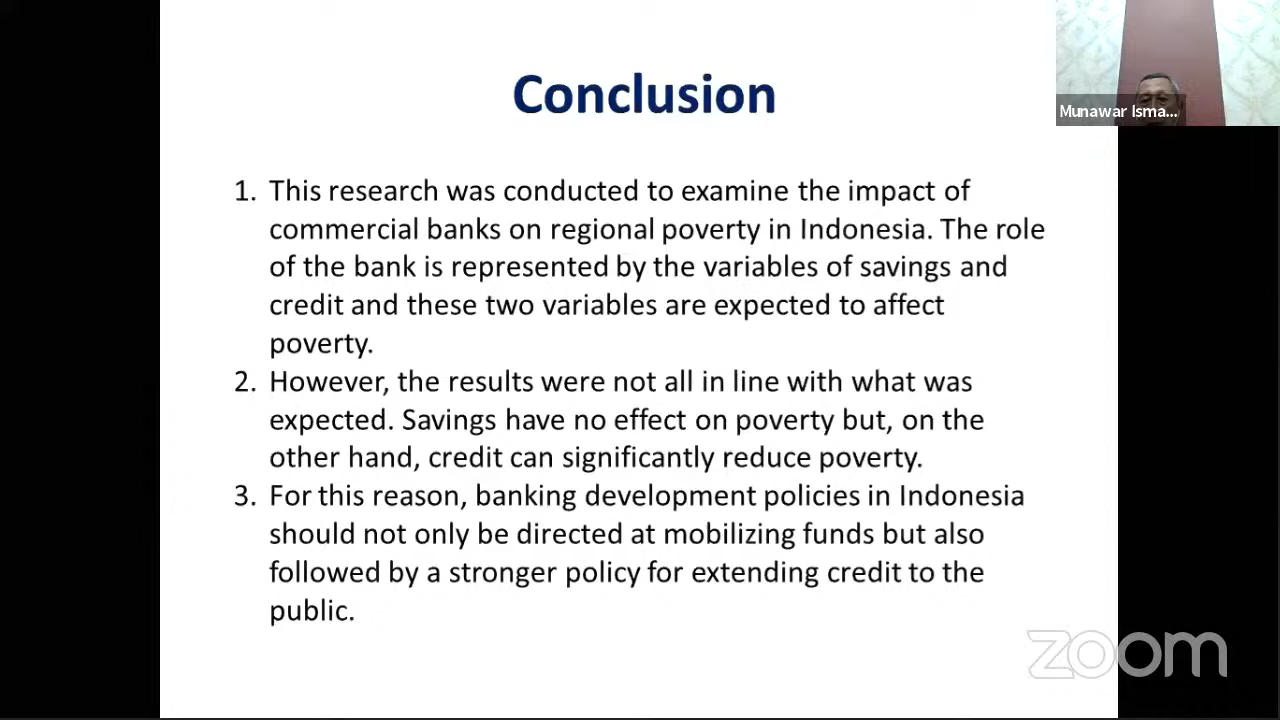 Conclusion
Munawar Isma...
1. This research was conducted to examine the impact of
commercial banks on regional poverty in Indonesia. The role
of the bank is represented by the variables of savings and
credit and these two variables are expected to affect
poverty.
2. However, the results were not all in line with what was
expected. Savings have no effect on poverty but, on the
other hand, credit can significantly reduce poverty.
3. For this reason, banking development policies in Indonesia
should not only be directed at mobilizing funds but also
followed by a stronger policy for extending credit to the
public.
zoom